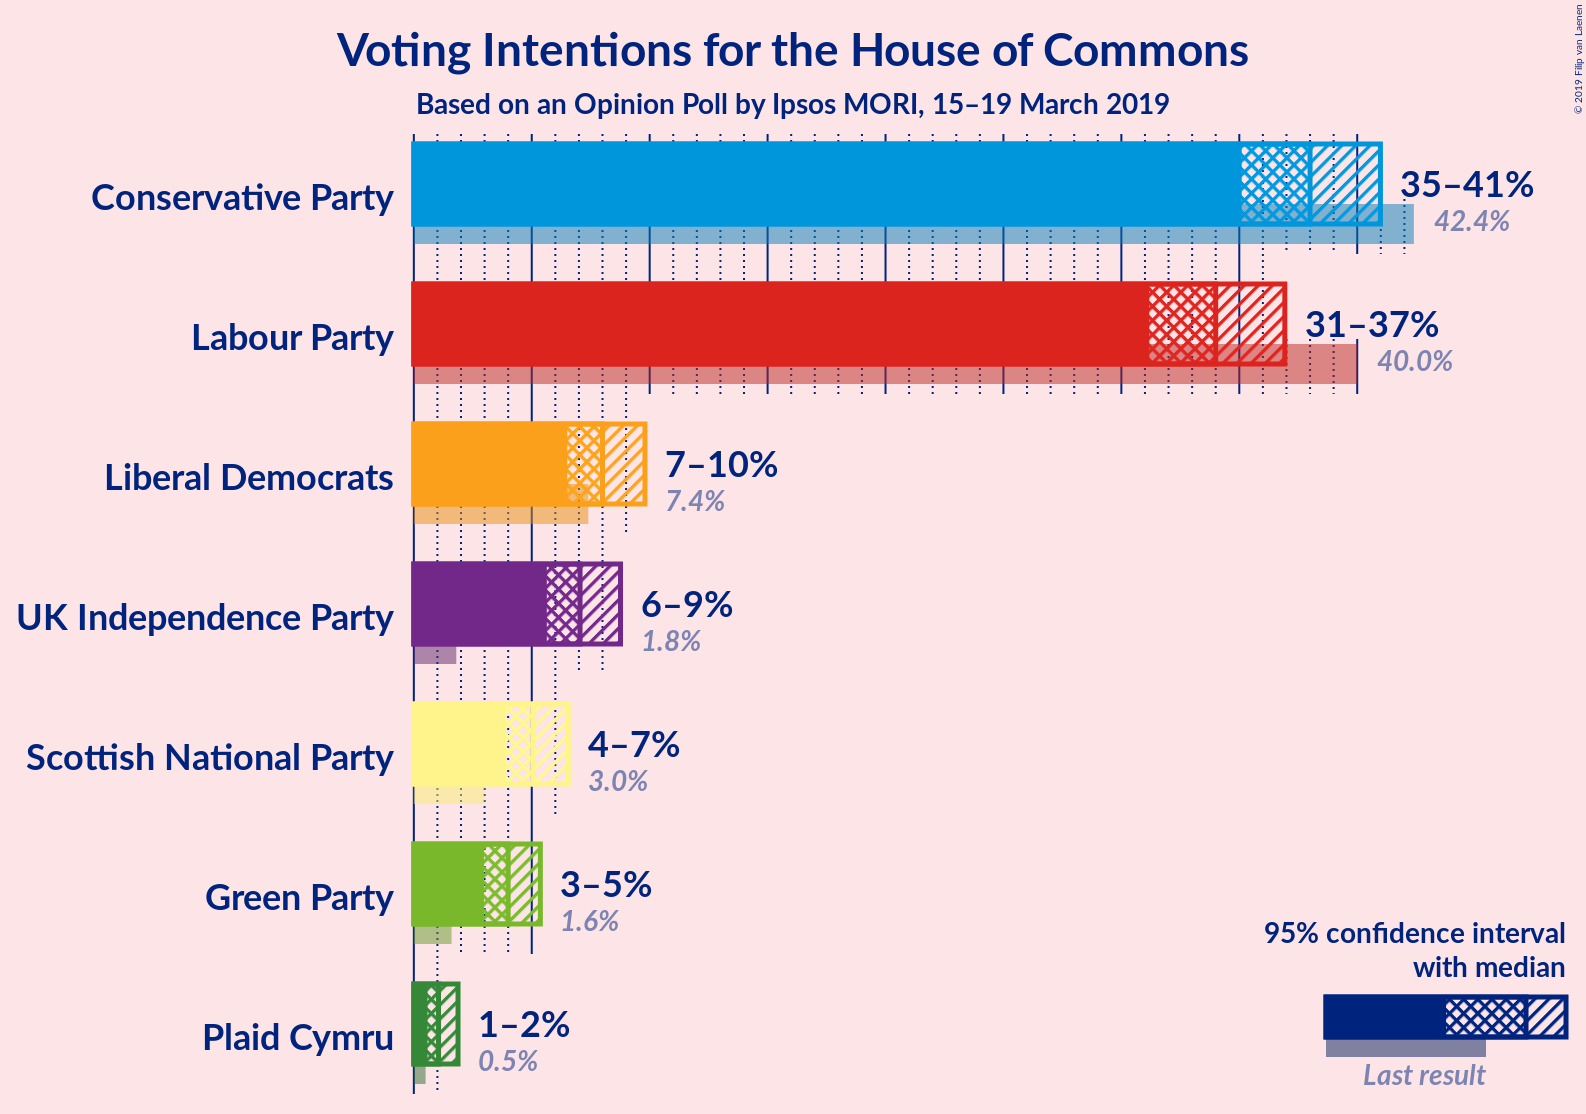 Voting Intentions for the House of Commons
Based on an Opinion Poll by Ipsos MORI, 15–19 March 2019
© 2019 Filip van Laenen
Conservative Party
35–41%
42.4%
Labour Party
31–37%
40.0%
Liberal Democrats
7–10%
7.4%
UK Independence Party
6–9%
1.8%
Scottish National Party
4–7%
3.0%
Green Party
3–5%
1.6%
Plaid Cymru
1–2%
0.5%
95% confidence interval
with median
Last result